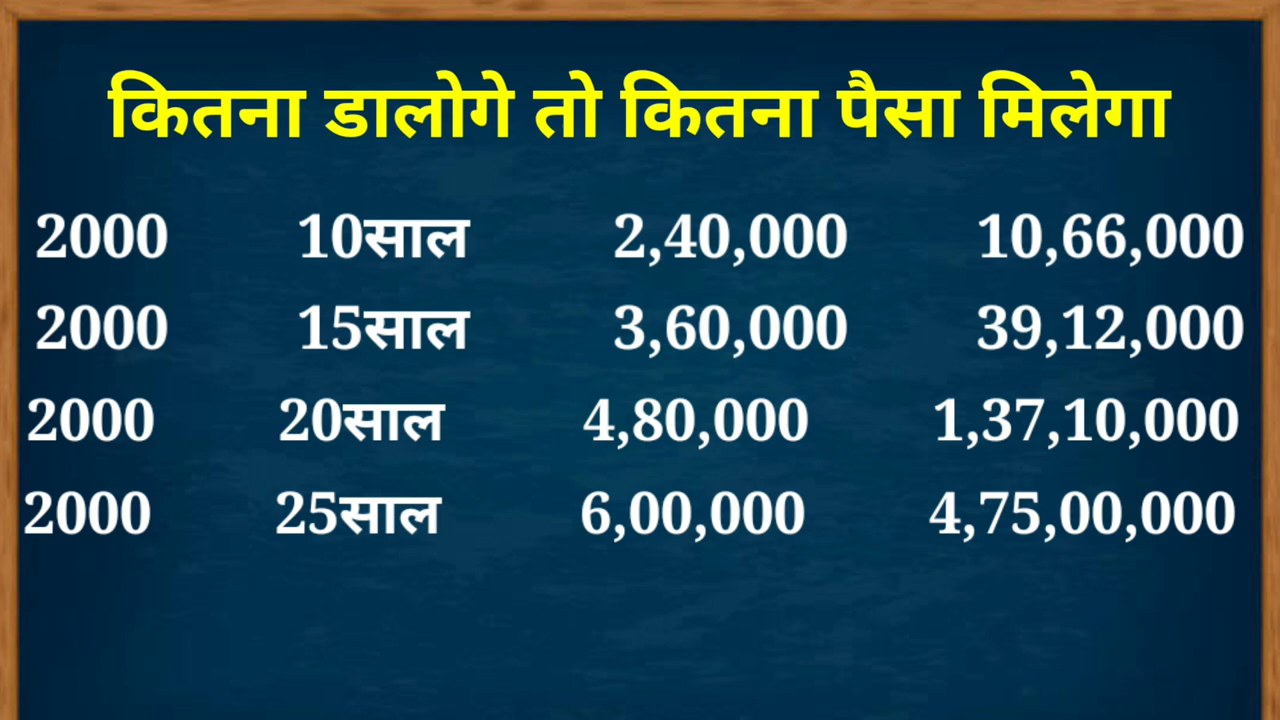 कितना डालोगे तो कितना पैसा मिलेगा
2000 10साल 2,40,000 10,66,000
2000 15साल 3,60,000 39,12,000
2000 20साल 4,80,000 1,37,10,000
2000 25साल 6,00,000 4,75,00,000